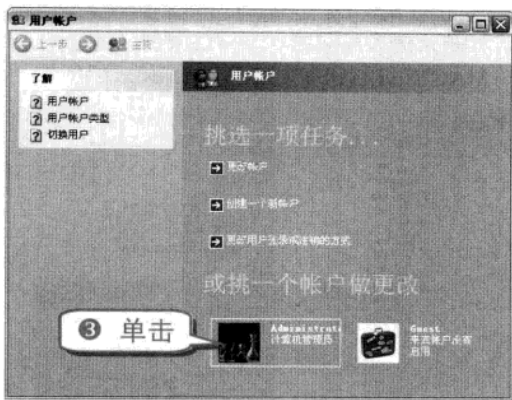 用户帐户
上一步 主页
了解
用户帐户
用户帐户类型
切换用户
用户帐户
挑选一项任务...
更改帐户
创建一个新帐户
更改用户登录或注销的方式
或挑一个帐户做更改
❸ 单击
Administrato
计算机管理员
Guest
来宾帐户没有
启用